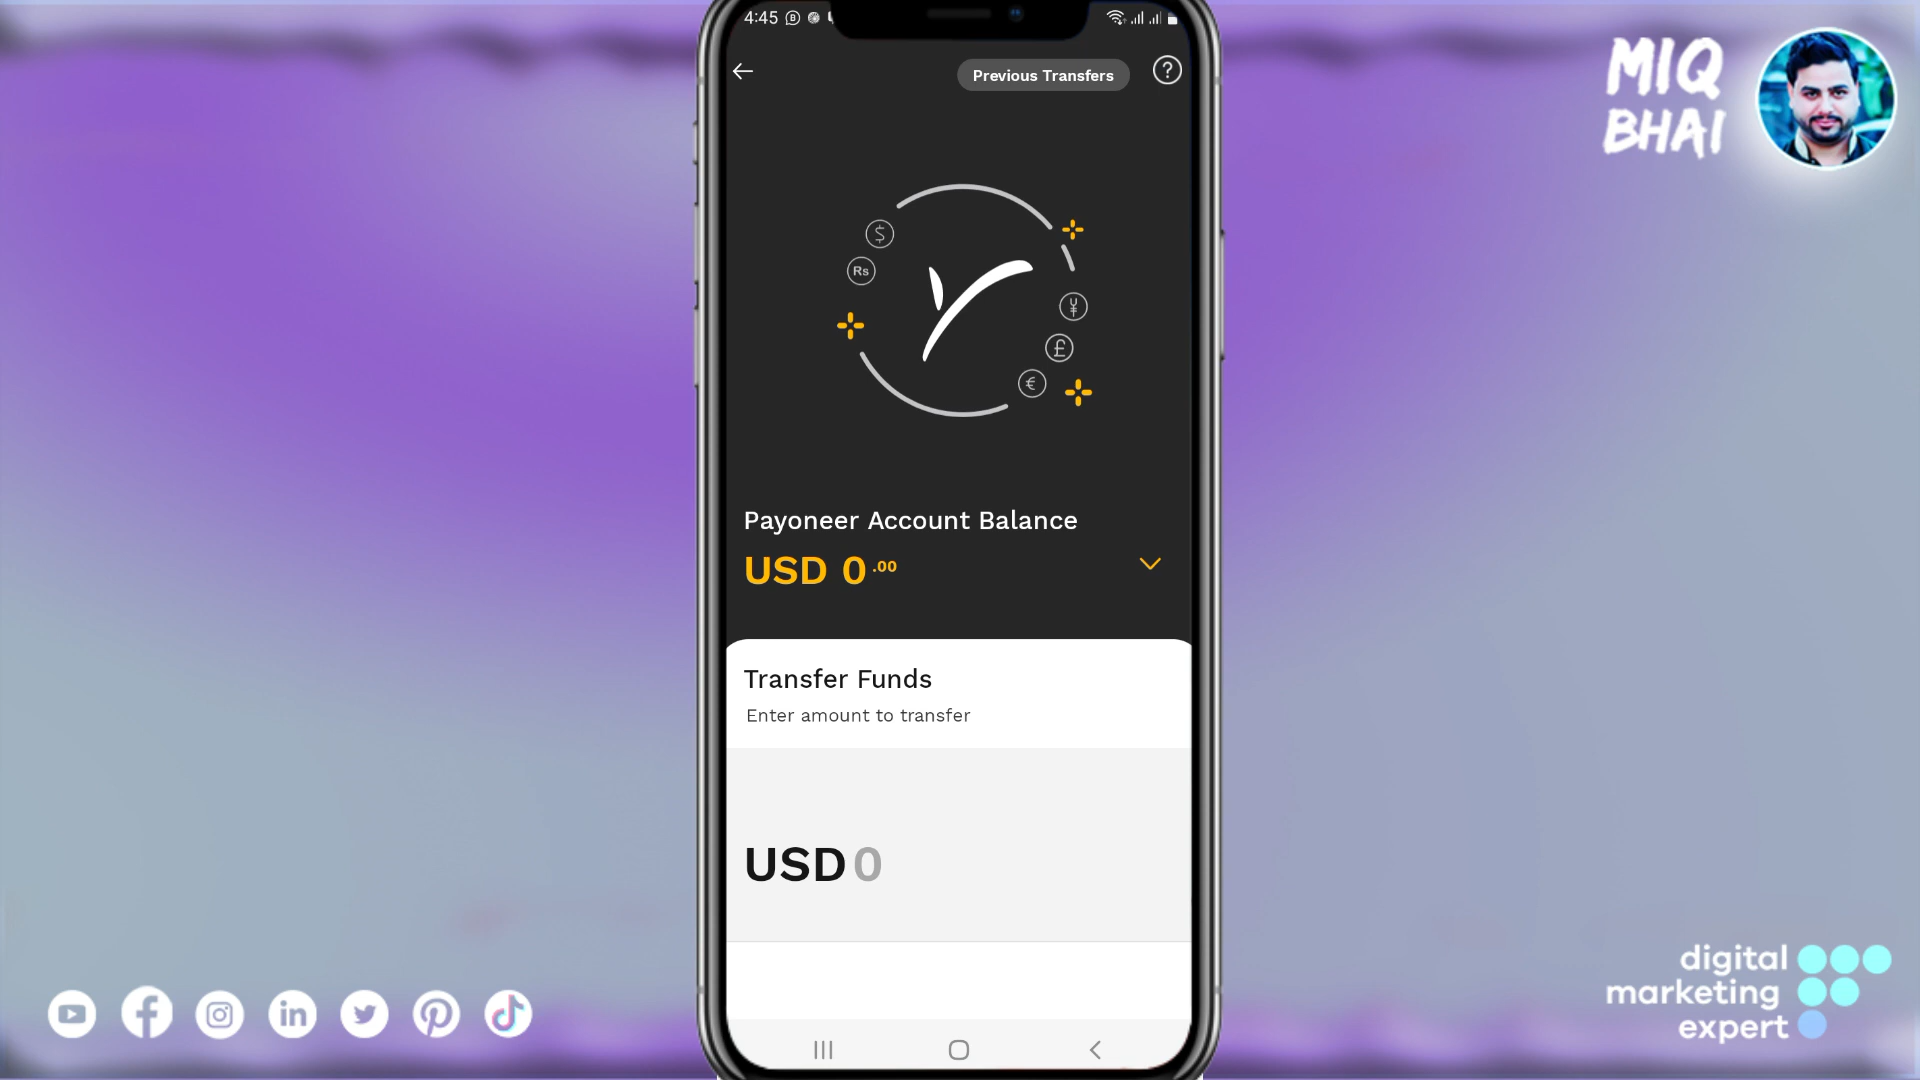 4:45
Previous Transfers
?
MIQ
BHAI
$
Rs
¥
£
€
Payoneer Account Balance
USD 0.00
Transfer Funds
Enter amount to transfer
USD 0
digital
marketing
expert